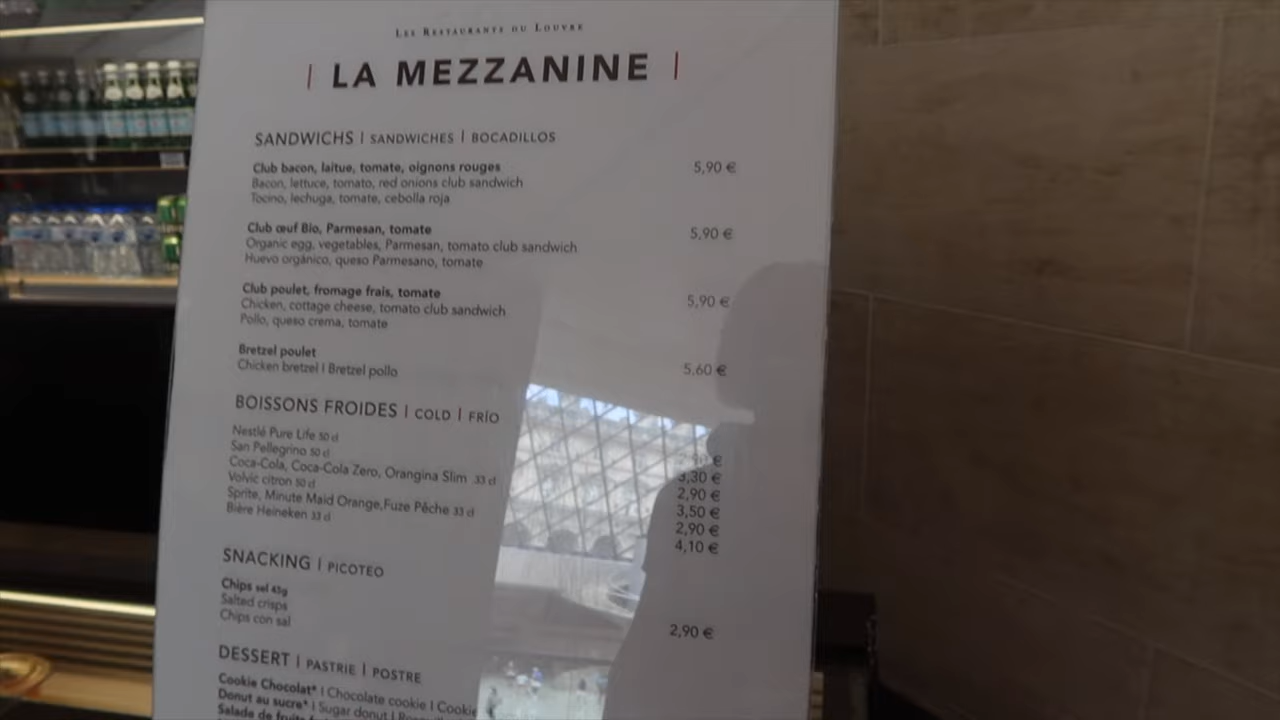 LES RESTAURANTS DU LOUVRE
| LA MEZZANINE |
SANDWICHS | SANDWICHES | BOCADILLOS
Club bacon, laitue, tomate, oignons rouges 5,90 €
Bacon, lettuce, tomato, red onions club sandwich
Tocino, lechuga, tomate, cebolla roja
Club œuf Bio, Parmesan, tomate 5,90 €
Organic egg, vegetables, Parmesan, tomato club sandwich
Huevo orgánico, queso Parmesano, tomate
Club poulet, fromage frais, tomate 5,90 €
Chicken, cottage cheese, tomato club sandwich
Pollo, queso crema, tomate
Bretzel poulet 5,60 €
Chicken bretzel | Bretzel pollo
BOISSONS FROIDES | COLD | FRÍO
Nestlé Pure Life 50 cl €
San Pellegrino 50 cl 3,30 €
Coca-Cola, Coca-Cola Zero, Orangina Slim 33 cl 2,90 €
Volvic citron 50 cl 3,50 €
Sprite, Minute Maid Orange,Fuze Pêche 33 cl 2,90 €
Bière Heineken 33 cl 4,10 €
SNACKING | PICOTEO
Chips sel 45g
Salted crisps
Chips con sal 2,90 €
DESSERT | PASTRIE | POSTRE
Cookie Chocolat* | Chocolate cookie | Cookie
Donut au sucre* | Sugar donut |
Salade de fruits